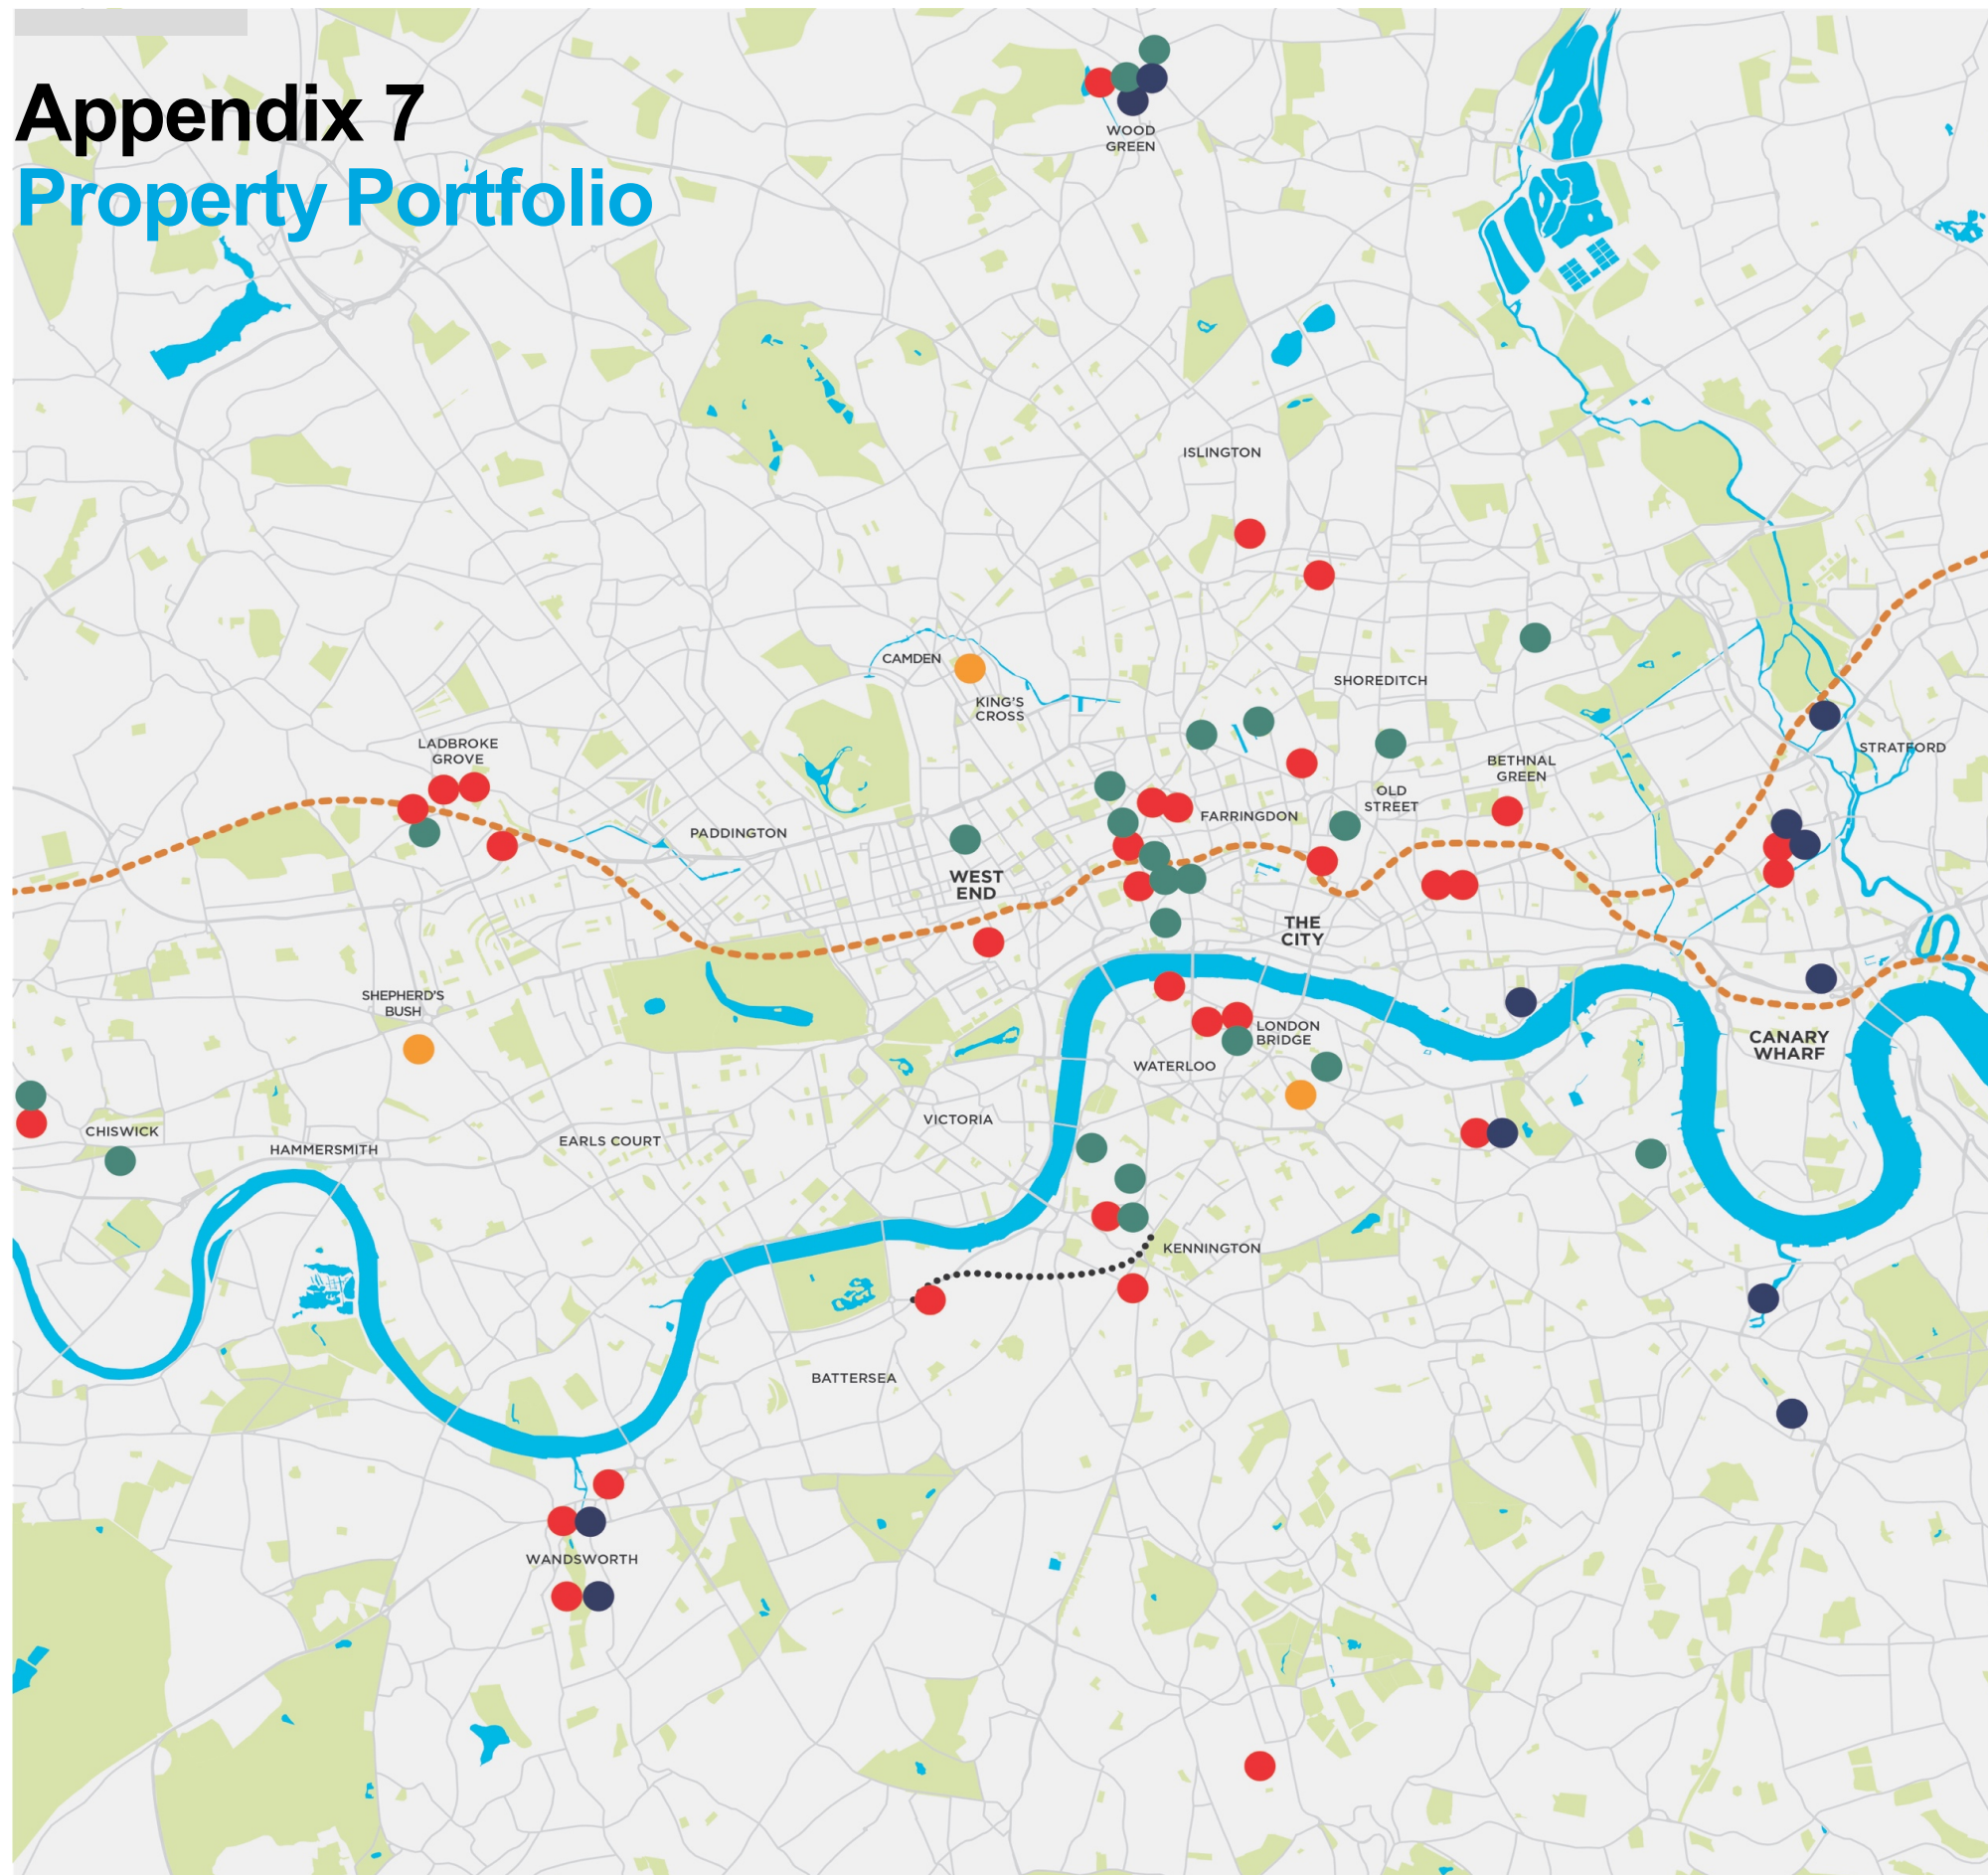 Appendix 7
Property Portfolio
WOOD
GREEN
ISLINGTON
CAMDEN
KING'S
CROSS
SHOREDITCH
LADBROKE
GROVE
STRATFORD
BETHNAL
GREEN
OLD
STREET
FARRINGDON
PADDINGTON
WEST
END
THE
CITY
SHEPHERD'S
BUSH
LONDON
BRIDGE
CANARY
WHARF
WATERLOO
VICTORIA
CHISWICK
EARLS COURT
HAMMERSMITH
KENNINGTON
BATTERSEA
WANDSWORTH